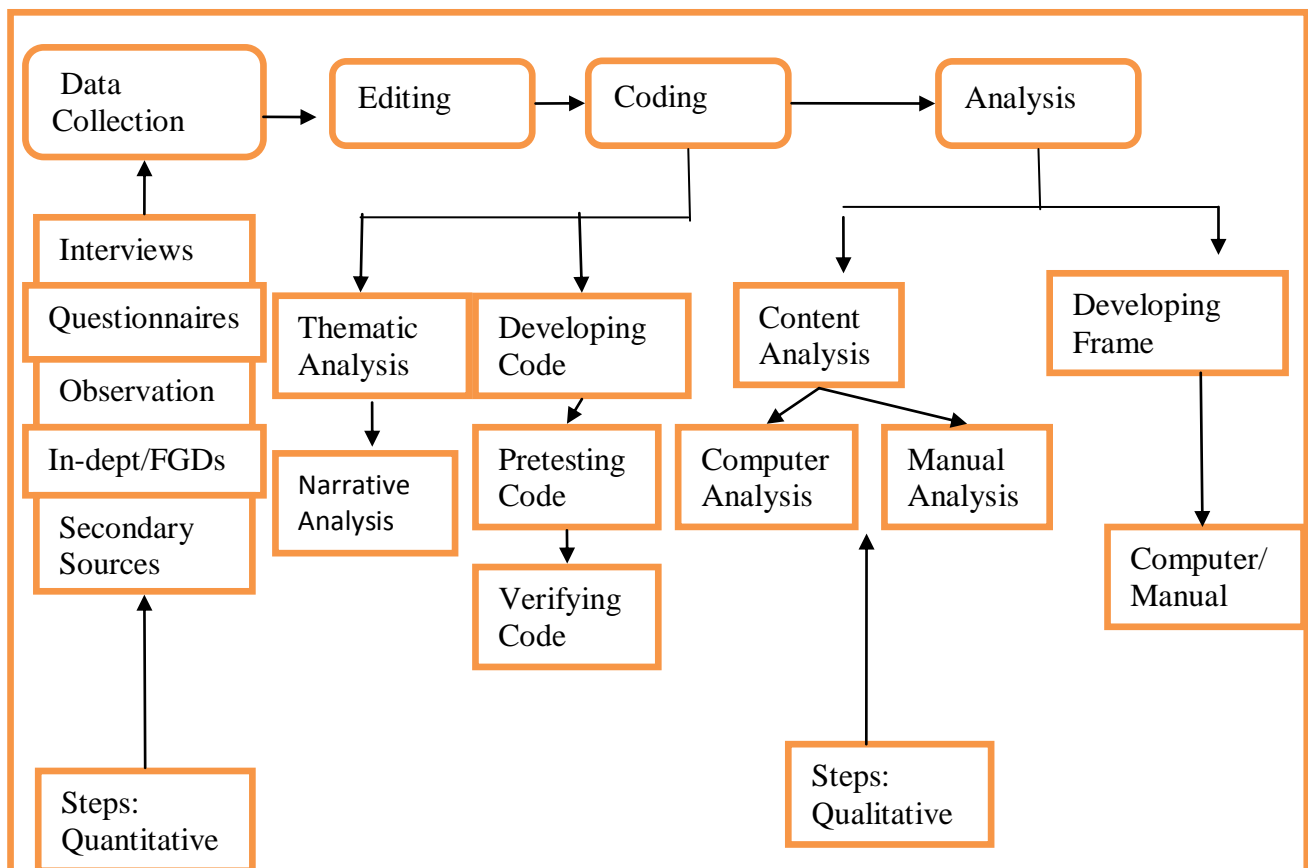 Data
Collection
Editing
Coding
Analysis
Interviews
Questionnaires
Observation
In-dept/FGDs
Secondary
Sources
Thematic
Analysis
Narrative
Analysis
Developing
Code
Pretesting
Code
Verifying
Code
Content
Analysis
Computer
Analysis
Manual
Analysis
Developing
Frame
Computer/
Manual
Steps:
Quantitative
Steps:
Qualitative